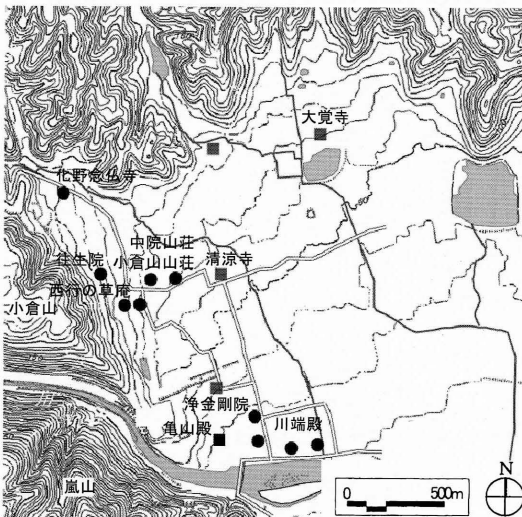 大覚寺
化野念仏寺
中院山荘
往生院
小倉山山荘
清涼寺
西行の草庵
小倉山
浄金剛院
亀山殿
川端殿
嵐山
N
0 500m